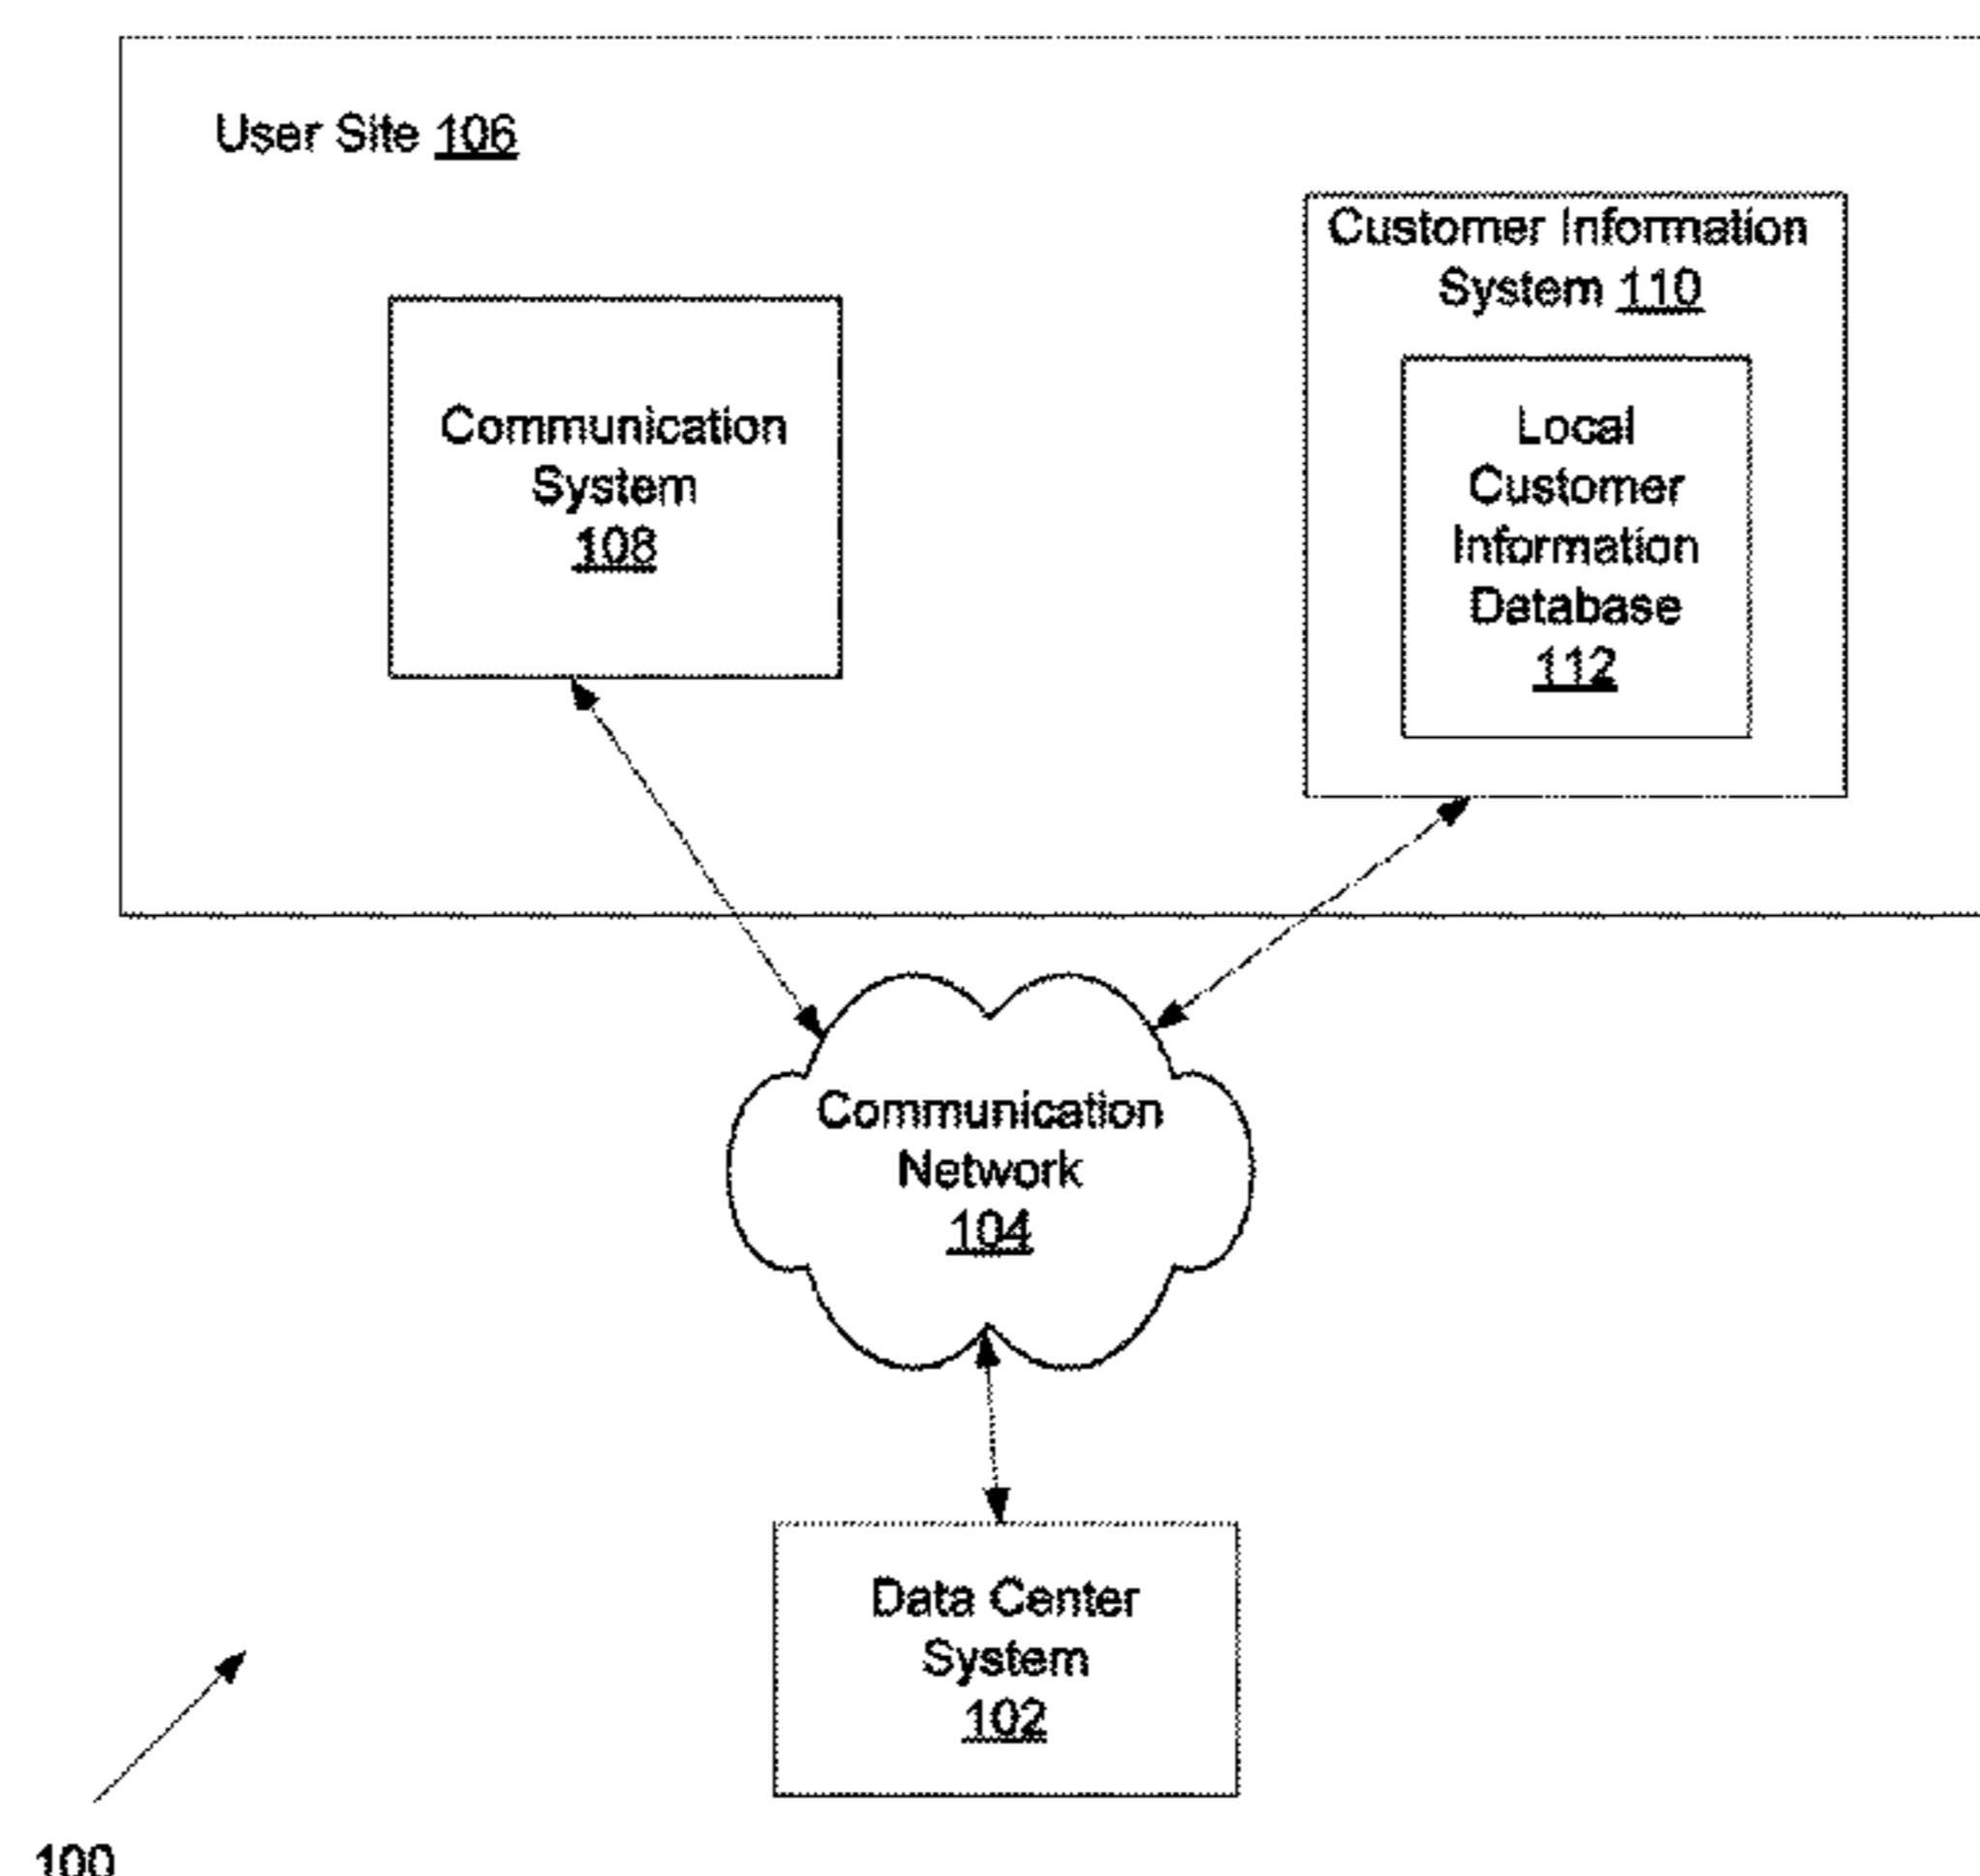 User Site 106
Customer Information
System 110
Communication
System
108
Local
Customer
Information
Database
112
Communication
Network
104
Data Center
System
102
100